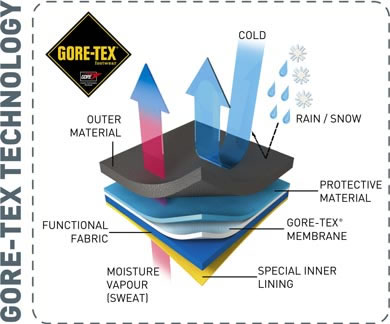 GORE-TEX TECHNOLOGY
GORE-TEX®
footwear
GORE
COLD
OUTER
MATERIAL
RAIN / SNOW
PROTECTIVE
MATERIAL
FUNCTIONAL
FABRIC
GORE-TEX®
MEMBRANE
MOISTURE
VAPOUR
(SWEAT)
SPECIAL INNER
LINING